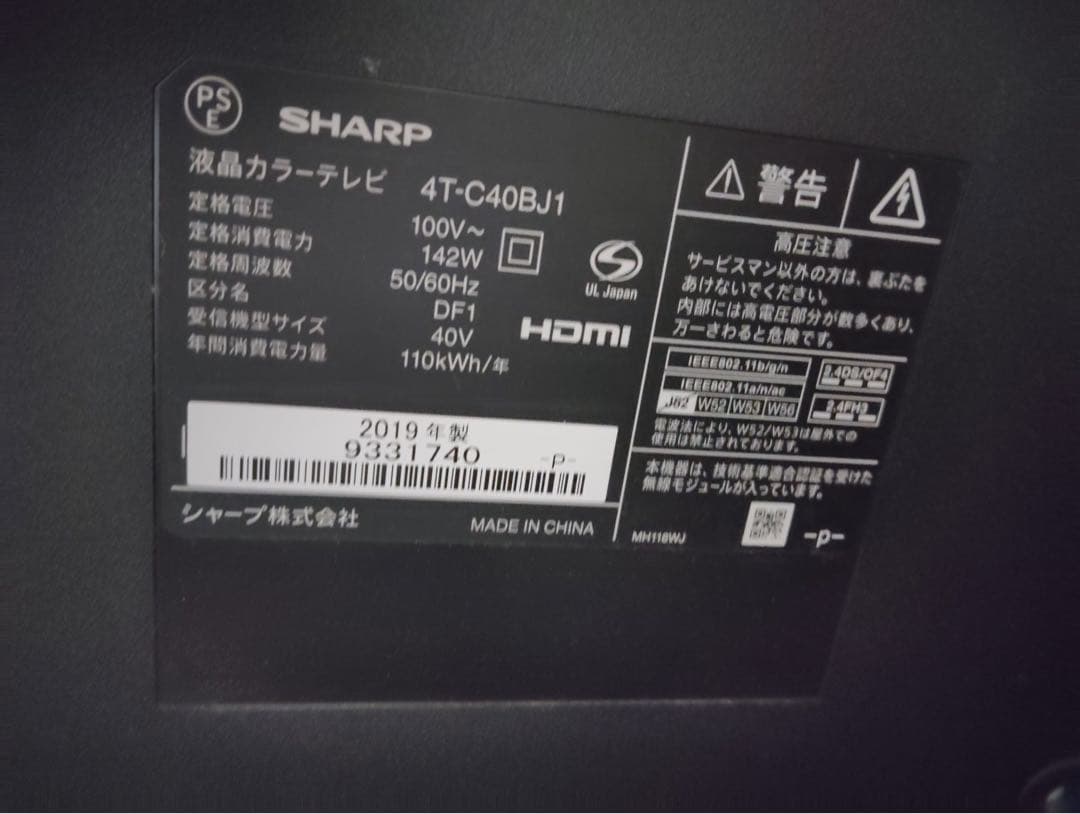 PSE
SHARP
液晶カラーテレビ 4T-C40BJ1
定格電圧 100V～
定格消費電力 142W
定格周波数 50/60Hz
区分名 DF1
受信機型サイズ 40V
年間消費電力量 110kWh/年
UL Japan
HDMI
2019 年製
9331740 -P-
シャープ株式会社 MADE IN CHINA
警告
高圧注意
サービスマン以外の方は、裏ぶたを
あけないでください。
内部には高電圧部分が数多くあり、
万一さわると危険です。
IEEE802.11b/g/n
IEEE802.11a/n/ac
J52 W52 W53 W56
2.4DS/OF4
2.4FH3
電波法により、W52/W53は屋外での
使用は禁止されております。
本機器は、技術基準適合認証を受けた
無線モジュールが入っています。
MH118WJ -P-